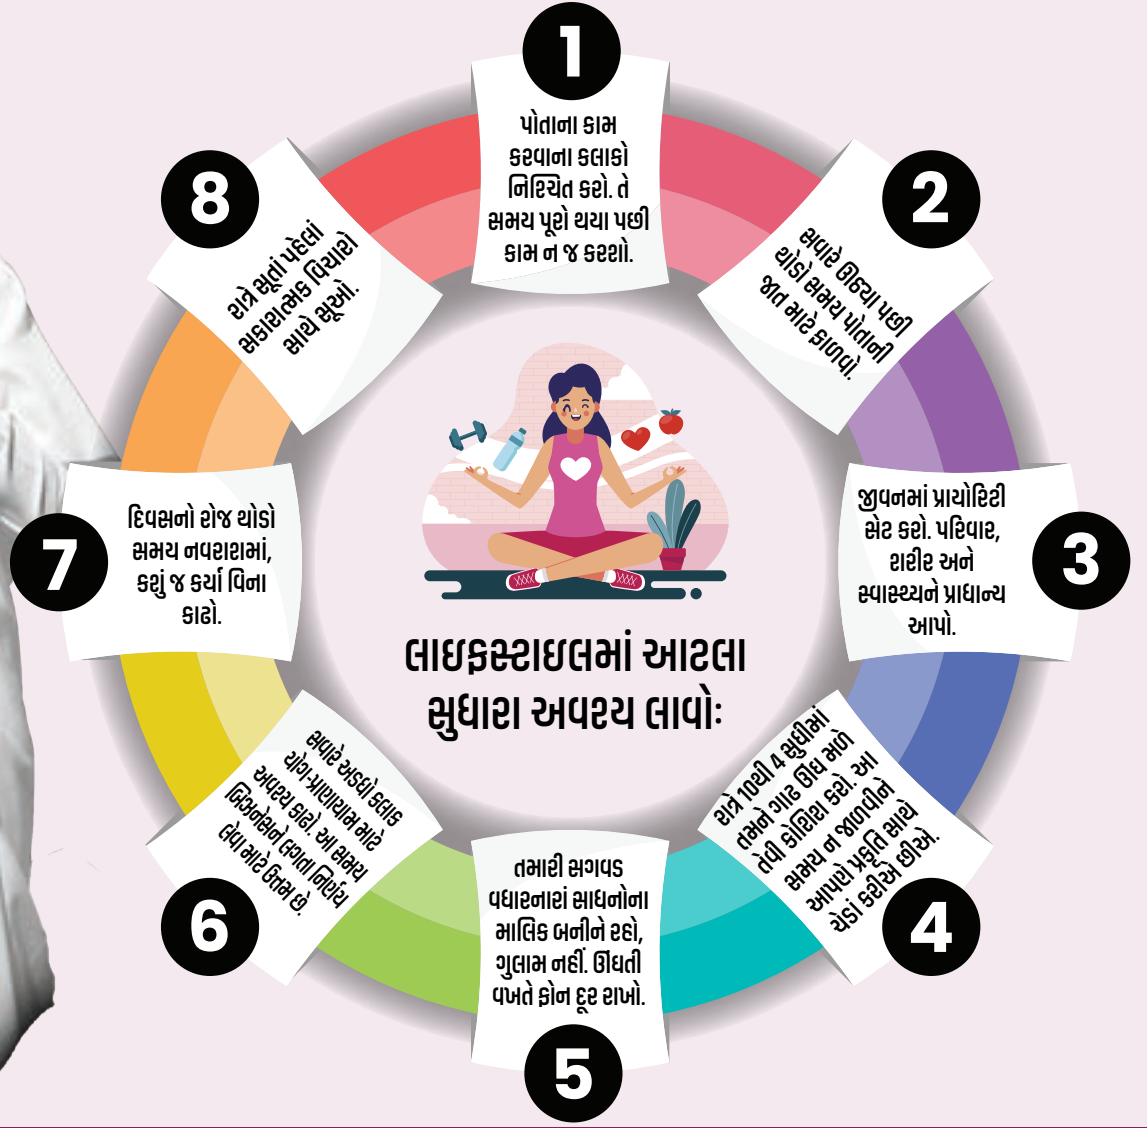 1
પોતાના કામ
કરવાના કલાકો
નિશ્ચિત કરો. તે
સમય પૂરો થયા પછી
કામ ન જ કરશો.
2
સવારે ઊઠ્યા પછી
થોડો સમય પોતાની
જાત માટે ફાળવો.
3
જીવનમાં પ્રાયોરિટી
સેટ કરો. પરિવાર,
શરીર અને
સ્વાસ્થ્યને પ્રાધાન્ય
આપો.
4
રાત્રે 10થી 4 સુધીમાં
તમને ગાઢ ઊંઘ મળે
તેવી કોશિશ કરો. આ
સમય ન જાળવીને
આપણે પ્રકૃતિ સાથે
ચેડાં કરીએ છીએ.
5
તમારી સગવડ
વધારનારાં સાધનોના
માલિક બનીને રહો,
ગુલામ નહીં. ઊંઘતી
વખતે ફોન દૂર રાખો.
6
સવારે અડધો કલાક
યોગ-પ્રાણાયામ માટે
અવશ્ય કાઢો. આ સમય
બિઝનેસને લગતા નિર્ણય
લેવા માટે ઉત્તમ છે.
7
દિવસનો રોજ થોડો
સમય નવરાશમાં,
કશું જ કર્યા વિના
કાઢો.
8
રાત્રે સૂતાં પહેલાં
સકારાત્મક વિચારો
સાથે સૂઓ.
લાઇફસ્ટાઇલમાં આટલા
સુધારા અવશ્ય લાવોઃ